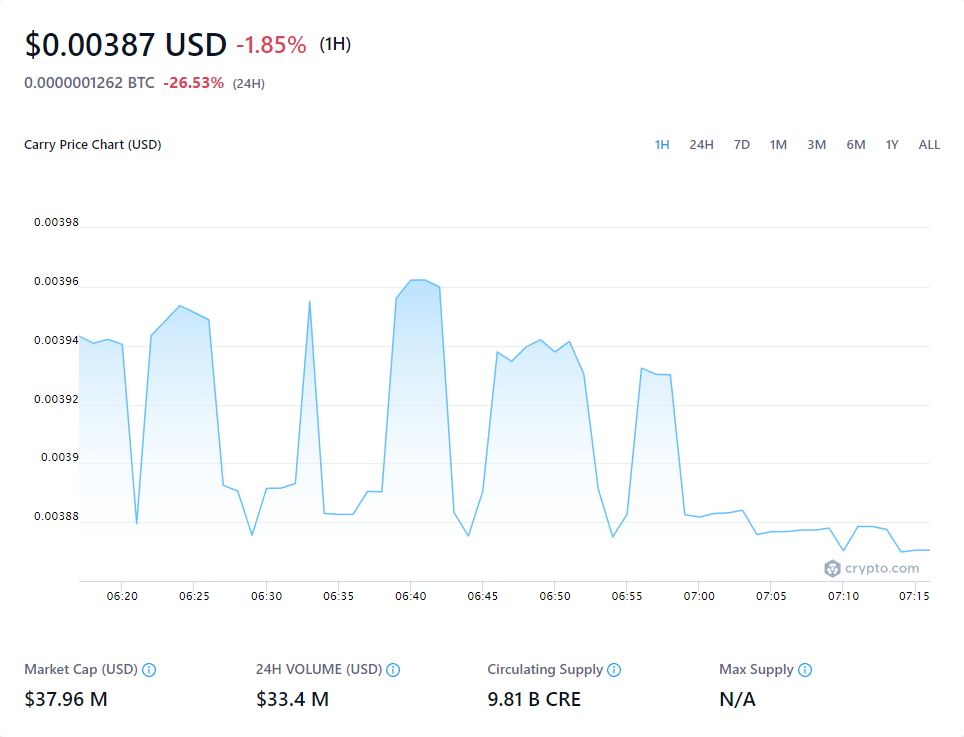 $0.00387 USD -1.85% (1H)
0.0000001262 BTC -26.53% (24H)
Carry Price Chart (USD) 1H 24H 7D 1M 3M 6M 1Y ALL
0.00398
0.00396
0.00394
0.00392
0.0039
0.00388
crypto.com
06:20 06:25 06:30 06:35 06:40 06:45 06:50 06:55 07:00 07:05 07:10 07:15
Market Cap (USD) 24H VOLUME (USD) Circulating Supply Max Supply
$37.96 M $33.4 M 9.81 B CRE N/A